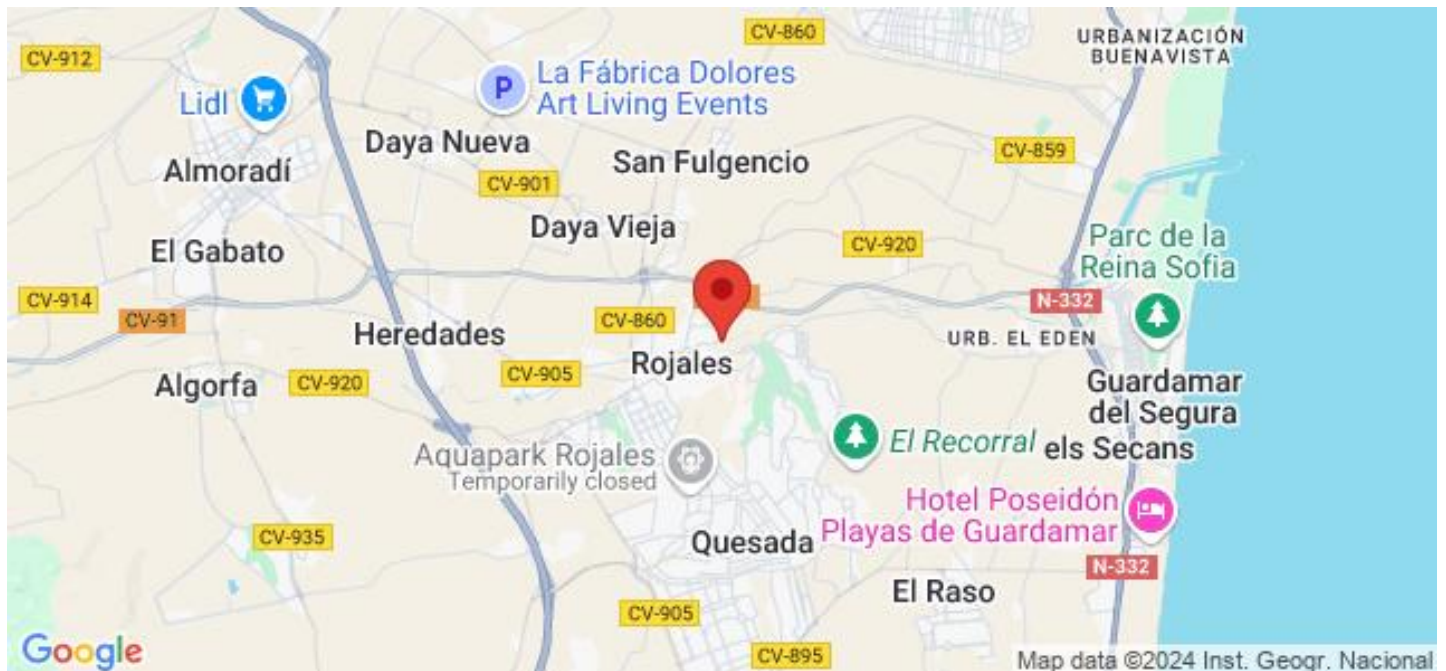 CV-912
CV-860
URBANIZACIÓN
BUENAVISTA
Lidl
P
La Fábrica Dolores
Art Living Events
Daya Nueva
San Fulgencio
CV-859
Almoradí
CV-901
Daya Vieja
El Gabato
CV-920
Parc de la
Reina Sofia
CV-914
CV-91
CV-860
N-332
Heredades
URB. EL EDEN
Rojales
CV-905
Algorfa
CV-920
Guardamar
del Segura
El Recorral
els Secans
Aquapark Rojales
Temporarily closed
Hotel Poseidón
Playas de Guardamar
CV-935
Quesada
N-332
El Raso
CV-905
Google
CV-895
Map data ©2024 Inst. Geogr. Nacional